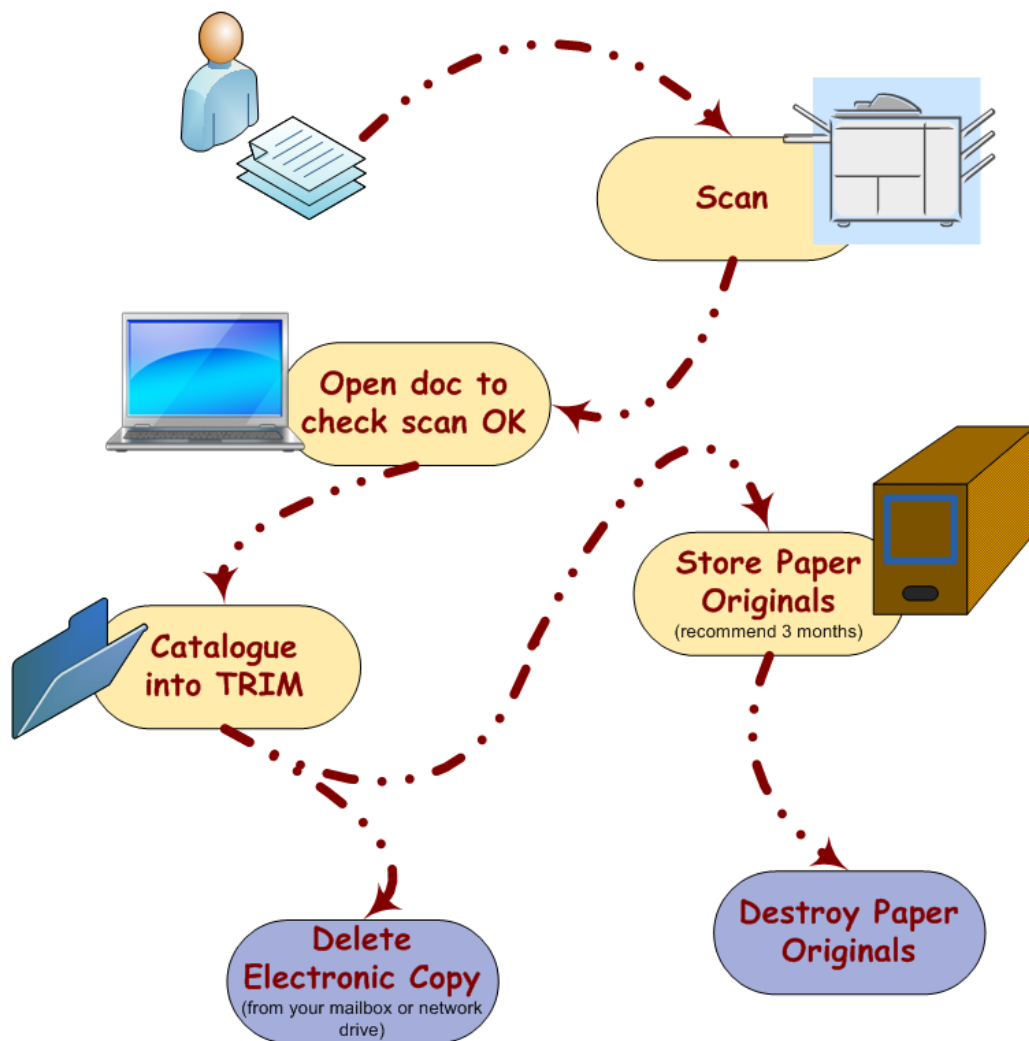 Scan
Open doc to
check scan OK
Store Paper
Originals
(recommend 3 months)
Catalogue
into TRIM
Destroy Paper
Originals
Delete
Electronic Copy
(from your mailbox or network
drive)